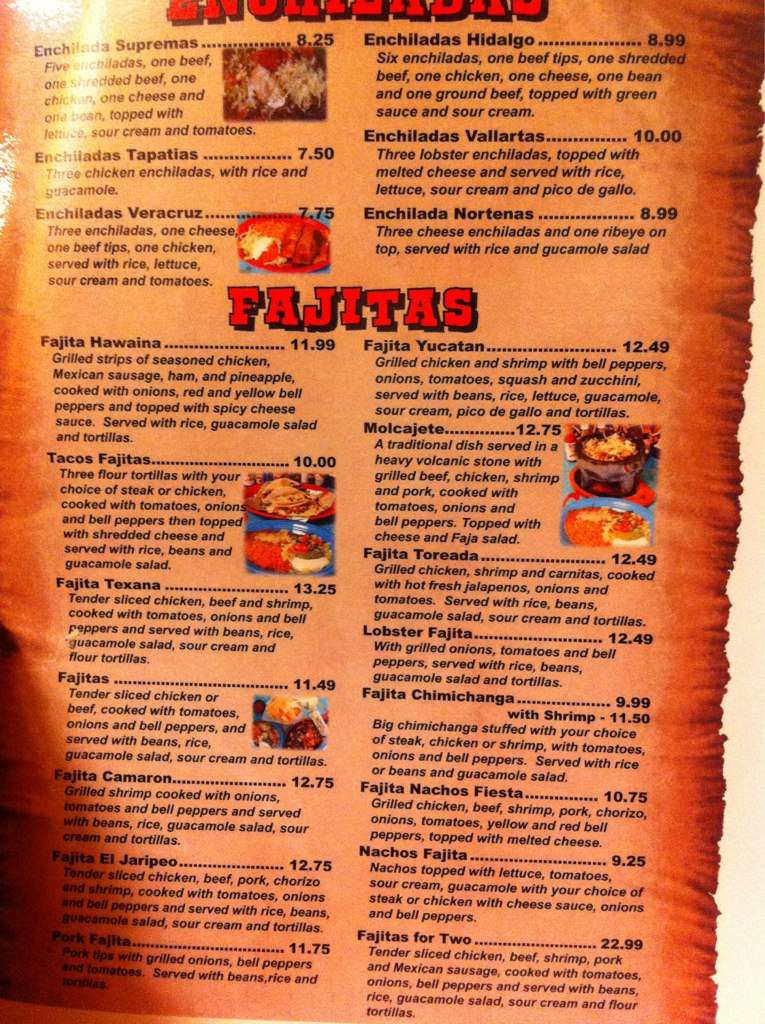 ENCHILADAS
Enchilada Supremas .................. 8.25
Five enchiladas, one beef,
one shredded beef, one
chicken, one cheese and
one bean, topped with
lettuce, sour cream and tomatoes.
Enchiladas Tapatias .................. 7.50
Three chicken enchiladas, with rice and
guacamole.
Enchiladas Veracruz.................. 7.75
Three enchiladas, one cheese,
one beef tips, one chicken,
served with rice, lettuce,
sour cream and tomatoes.
Enchiladas Hidalgo .................. 8.99
Six enchiladas, one beef tips, one shredded
beef, one chicken, one cheese, one bean
and one ground beef, topped with green
sauce and sour cream.
Enchiladas Vallartas................ 10.00
Three lobster enchiladas, topped with
melted cheese and served with rice,
lettuce, sour cream and pico de gallo.
Enchilada Nortenas .................. 8.99
Three cheese enchiladas and one ribeye on
top, served with rice and gucamole salad
FAJITAS
Fajita Hawaina ........................ 11.99
Grilled strips of seasoned chicken,
Mexican sausage, ham, and pineapple,
cooked with onions, red and yellow bell
peppers and topped with spicy cheese
sauce. Served with rice, guacamole salad
and tortillas.
Tacos Fajitas........................... 10.00
Three flour tortillas with your
choice of steak or chicken,
cooked with tomatoes, onions
and bell peppers then topped
with shredded cheese and
served with rice, beans and
guacamole salad.
Fajita Texana ........................ 13.25
Tender sliced chicken, beef and shrimp,
cooked with tomatoes, onions and bell
peppers and served with beans, rice,
guacamole salad, sour cream and
flour tortillas.
Fajitas .................................... 11.49
Tender sliced chicken or
beef, cooked with tomatoes,
onions and bell peppers, and
served with beans, rice,
guacamole salad, sour cream and tortillas.
Fajita Camaron....................... 12.75
Grilled shrimp cooked with onions,
tomatoes and bell peppers and served
with beans, rice, guacamole salad, sour
cream and tortillas.
Fajita El Jaripeo..................... 12.75
Tender sliced chicken, beef, pork, chorizo
and shrimp, cooked with tomatoes, onions
and bell peppers and served with rice, beans,
guacamole salad, sour cream and tortillas.
Pork Fajita.............................. 11.75
Pork tips with grilled onions, bell peppers
and tomatoes. Served with beans,rice and
tortillas.
Fajita Yucatan.......................... 12.49
Grilled chicken and shrimp with bell peppers,
onions, tomatoes, squash and zucchini,
served with beans, rice, lettuce, guacamole,
sour cream, pico de gallo and tortillas.
Molcajete..............12.75
A traditional dish served in a
heavy volcanic stone with
grilled beef, chicken, shrimp
and pork, cooked with
tomatoes, onions and
bell peppers. Topped with
cheese and Faja salad.
Fajita Toreada........................ 12.49
Grilled chicken, shrimp and carnitas, cooked
with hot fresh jalapenos, onions and
tomatoes. Served with rice, beans,
guacamole salad, sour cream and tortillas.
Lobster Fajita......................... 12.49
With grilled onions, tomatoes and bell
peppers, served with rice, beans,
guacamole salad and tortillas.
Fajita Chimichanga................... 9.99
with Shrimp - 11.50
Big chimichanga stuffed with your choice
of steak, chicken or shrimp, with tomatoes,
onions and bell peppers. Served with rice
or beans and guacamole salad.
Fajita Nachos Fiesta............... 10.75
Grilled chicken, beef, shrimp, pork, chorizo,
onions, tomatoes, yellow and red bell
peppers, topped with melted cheese.
Nachos Fajita ........................... 9.25
Nachos topped with lettuce, tomatoes,
sour cream, guacamole with your choice of
steak or chicken with cheese sauce, onions
and bell peppers.
Fajitas for Two ........................ 22.99
Tender sliced chicken, beef, shrimp, pork
and Mexican sausage, cooked with tomatoes,
onions, bell peppers and served with beans,
rice, guacamole salad, sour cream and flour
tortillas.